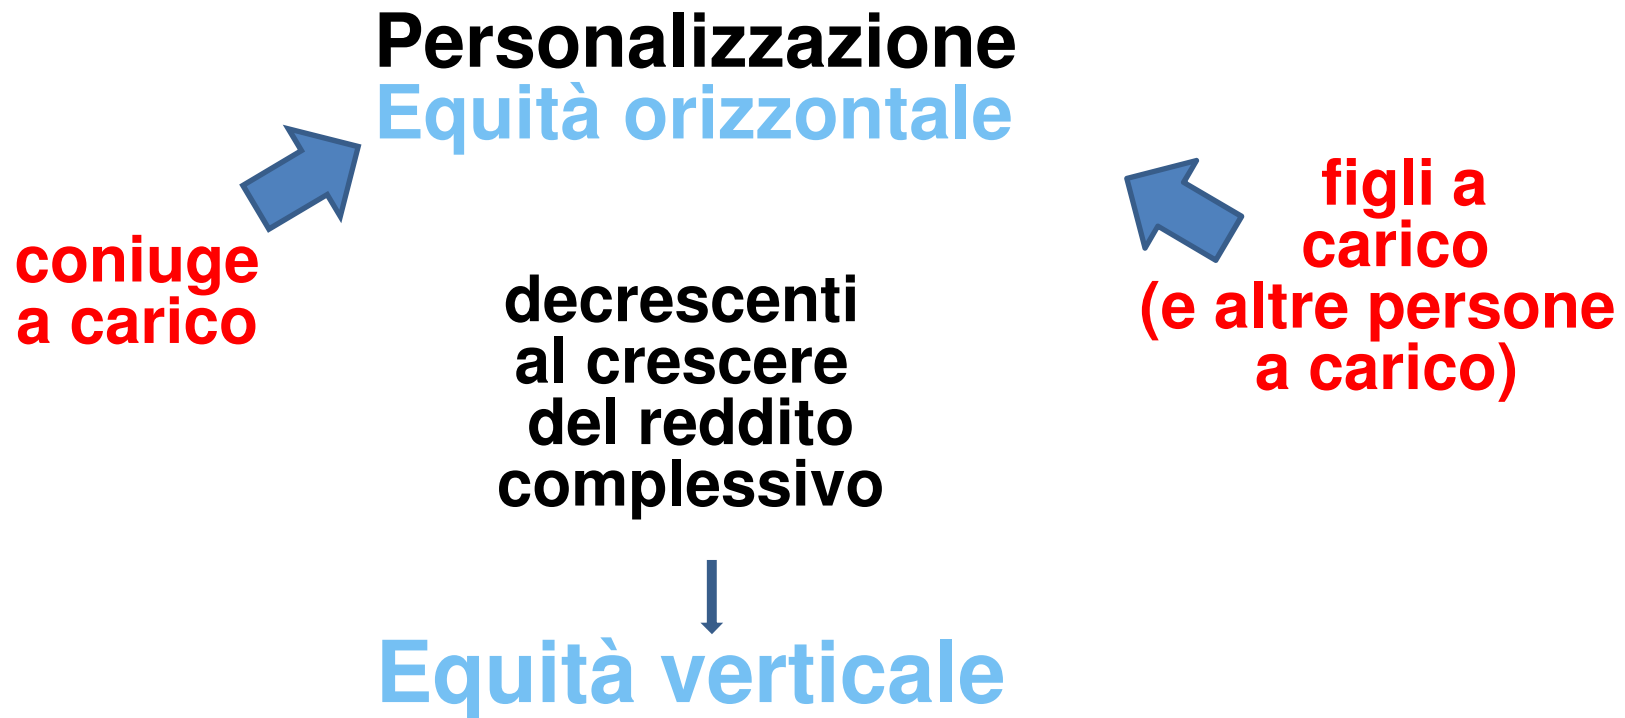 Personalizzazione
Equità orizzontale
coniuge
a carico
figli a
carico
(e altre persone
a carico)
decrescenti
al crescere
del reddito
complessivo
Equità verticale